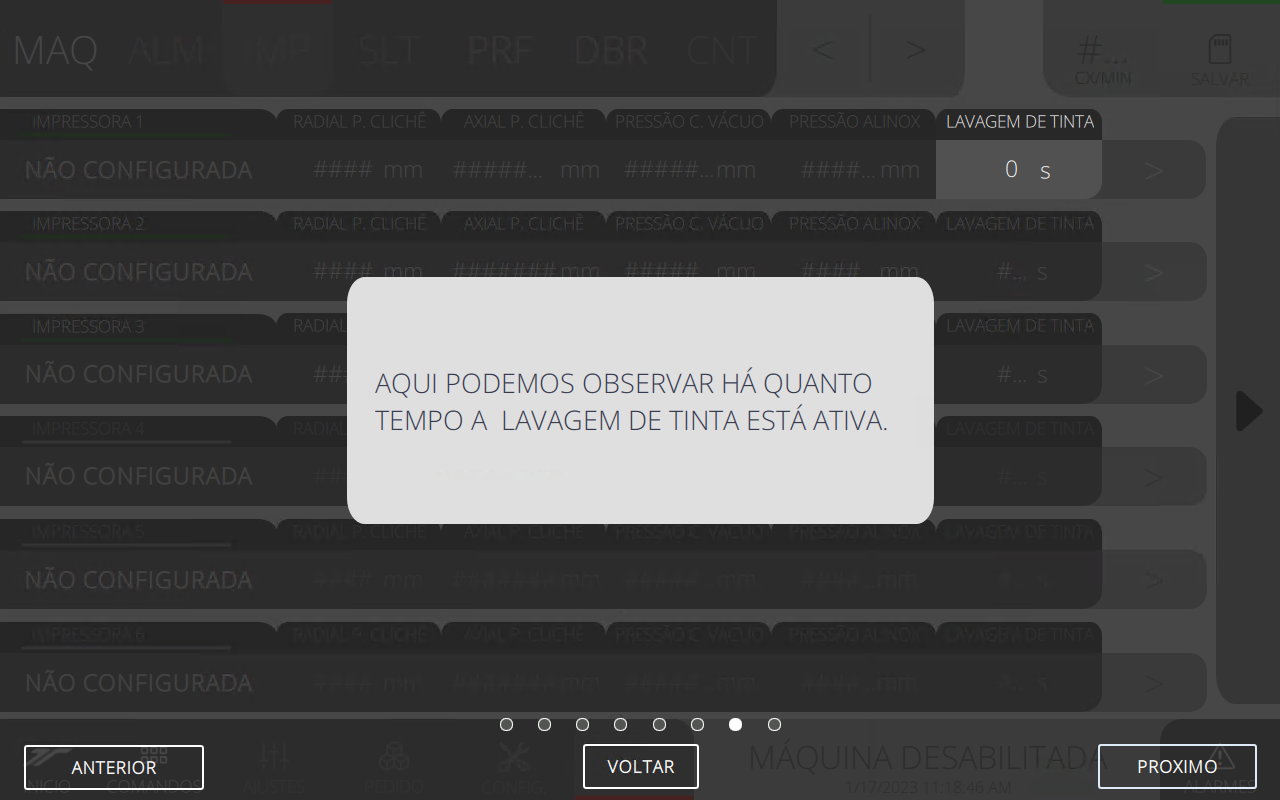 MAQ ALM IMP SLT PRF DBR CNT < > #... CX/MIN SALVAR
IMPRESSORA 1 RADIAL P. CLICHÊ AXIAL P. CLICHÊ PRESSÃO C. VÁCUO PRESSÃO ALINOX LAVAGEM DE TINTA
NÃO CONFIGURADA #### mm #####... mm #####... mm ####... mm 0 s >
IMPRESSORA 2 RADIAL P. CLICHÊ AXIAL P. CLICHÊ PRESSÃO C. VÁCUO PRESSÃO ALINOX LAVAGEM DE TINTA
NÃO CONFIGURADA #### mm ####### mm #####... mm ####... mm #... s >
IMPRESSORA 3 RADIAL LAVAGEM DE TINTA
NÃO CONFIGURADA ### #... s >
AQUI PODEMOS OBSERVAR HÁ QUANTO
TEMPO A LAVAGEM DE TINTA ESTÁ ATIVA.
IMPRESSORA 4 RADIAL LAVAGEM DE TINTA
NÃO CONFIGURADA ### #... s >
IMPRESSORA 5 RADIAL P. CLICHÊ AXIAL P. CLICHÊ PRESSÃO C. VÁCUO PRESSÃO ALINOX LAVAGEM DE TINTA
NÃO CONFIGURADA #### mm ####### mm #####... mm ####... mm #... s >
IMPRESSORA 6 RADIAL P. CLICHÊ AXIAL P. CLICHÊ PRESSÃO C. VÁCUO PRESSÃO ALINOX LAVAGEM DE TINTA
NÃO CONFIGURADA #### mm ####### mm #####... mm ####... mm #... s >
ANTERIOR VOLTAR PROXIMO
MÁQUINA DESABILITADA
INICIO COMANDOS AJUSTES PEDIDO CONFIG 1/17/2023 11:18:46 AM ALARMES